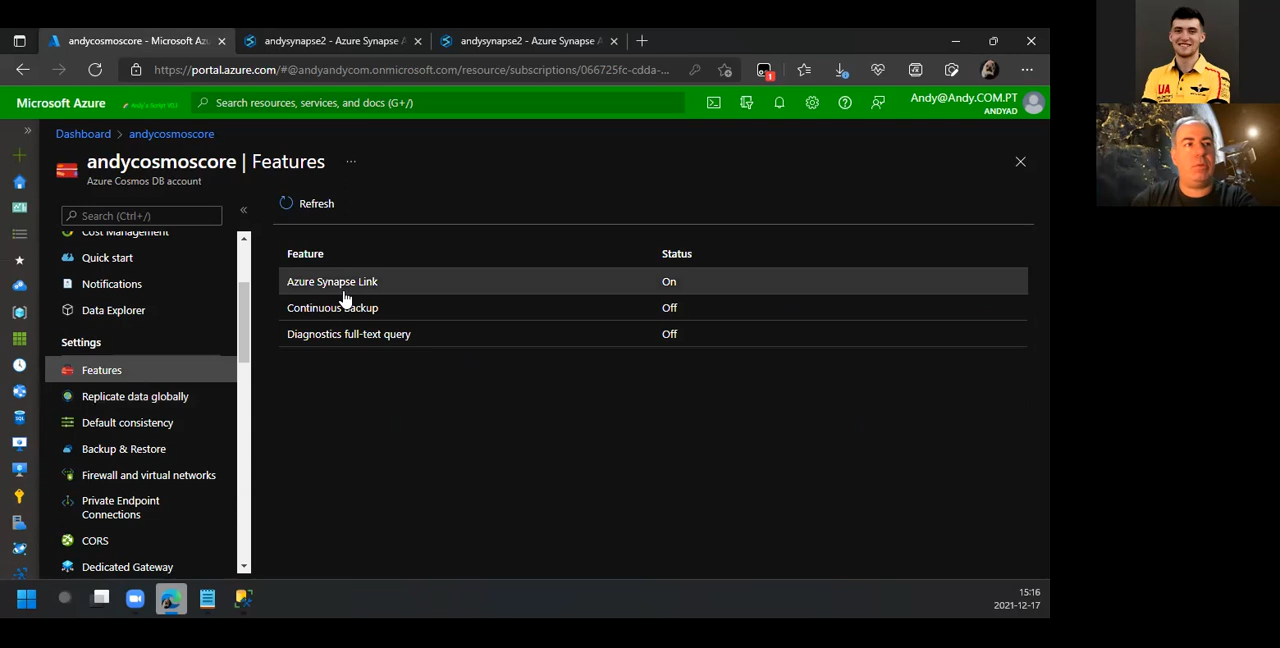 andycosmoscore - Microsoft Azu
andysynapse2 - Azure Synapse
andysynapse2 - Azure Synapse
https://portal.azure.com/#@andyandycom.onmicrosoft.com/resource/subscriptions/066725fc-cdda-...
1
Microsoft Azure
Search resources, services, and docs (G+/)
Andy@Andy.COM.PT
ANDYAD
Dashboard > andycosmoscore
andycosmoscore | Features ...
Azure Cosmos DB account
Search (Ctrl+/)
Refresh
Cost Management
Quick start
Notifications
Data Explorer
Settings
Features
Replicate data globally
Default consistency
Backup & Restore
Firewall and virtual networks
Private Endpoint
Connections
CORS
Dedicated Gateway
Feature Status
Azure Synapse Link On
Continuous Backup Off
Diagnostics full-text query Off
UA
15:16
2021-12-17